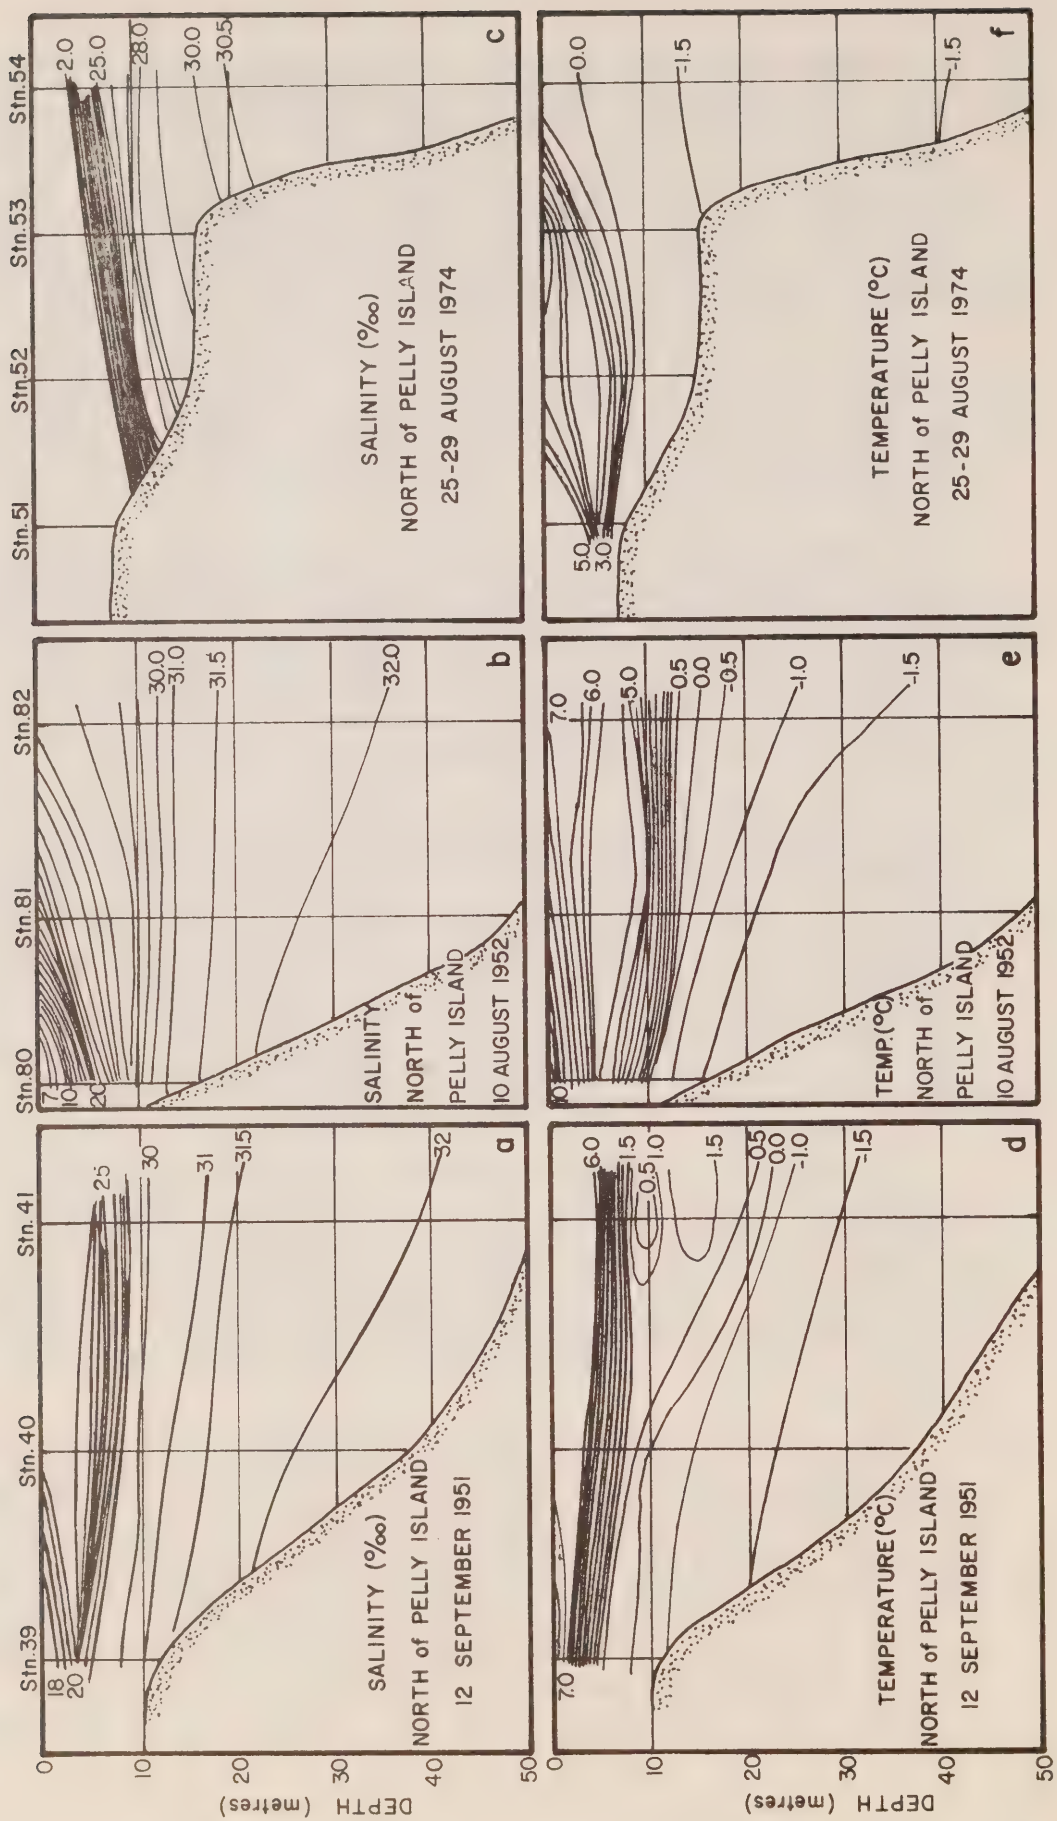 Stn.39
Stn. 40
Stn. 41
Stn.80
Stn.81
Stn.82
Stn.51
Stn.52
Stn.53
Stn.54
DEPTH (metres)
0
10
20
30
40
50
18
20
25
30
31
31.5
32
a
SALINITY (‰)
NORTH of PELLY ISLAND
12 SEPTEMBER 1951
7
10
20
30.0
31.0
31.5
32.0
b
SALINITY
NORTH of
PELLY ISLAND
10 AUGUST 1952
2.0
25.0
28.0
30.0
30.5
c
SALINITY (‰)
NORTH of PELLY ISLAND
25-29 AUGUST 1974
DEPTH (metres)
0
10
20
30
40
50
7.0
6.0
1.5
1.0
0.5
1.5
0.5
0.0
-1.0
-1.5
d
TEMPERATURE (°C)
NORTH of PELLY ISLAND
12 SEPTEMBER 1951
10
7.0
6.0
5.0
0.5
0.0
-0.5
-1.0
-1.5
e
TEMP. (°C)
NORTH of
PELLY ISLAND
10 AUGUST 1952
5.0
3.0
0.0
-1.5
-1.5
f
TEMPERATURE (°C)
NORTH of PELLY ISLAND
25-29 AUGUST 1974